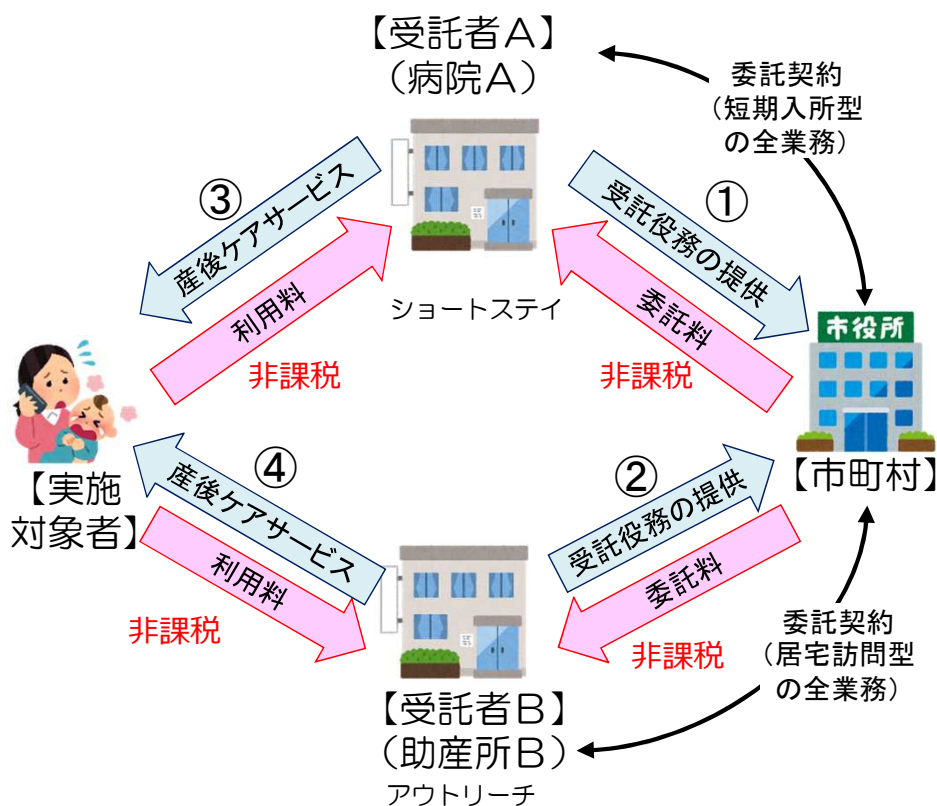 【受託者A】
（病院A）
委託契約
（短期入所型
の全業務）
③
産後ケアサービス
利用料
非課税
ショートステイ
①
受託役務の提供
委託料
非課税
市役所
【市町村】
【実施
対象者】
④
産後ケアサービス
利用料
非課税
②
受託役務の提供
委託料
非課税
委託契約
（居宅訪問型
の全業務）
【受託者B】
（助産所B）
アウトリーチ